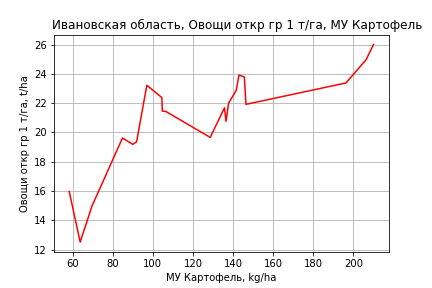 Ивановская область, Овощи откр гр 1 т/га, МУ Картофель
26
24
22
20
18
16
14
12
Овощи откр гр 1 т/га, t/ha
60 80 100 120 140 160 180 200
МУ Картофель, kg/ha